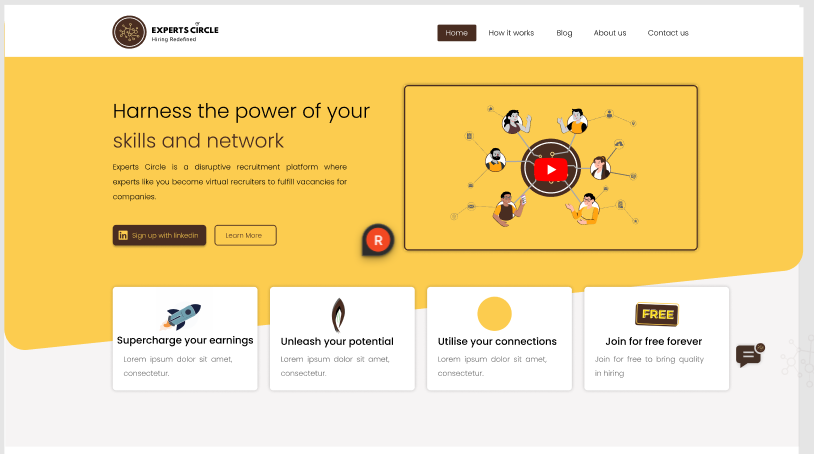 EXPERTS CIRCLE
Hiring Redefined
Home How it works Blog About us Contact us
Harness the power of your
skills and network
Experts Circle is a disruptive recruitment platform where
experts like you become virtual recruiters to fulfill vacancies for
companies.
in Sign up with linkedin Learn More
R
FREE
Supercharge your earnings Unleash your potential Utilise your connections Join for free forever
Lorem ipsum dolor sit amet, Lorem ipsum dolor sit amet, Lorem ipsum dolor sit amet, Join for free to bring quality
consectetur. consectetur. consectetur. in hiring